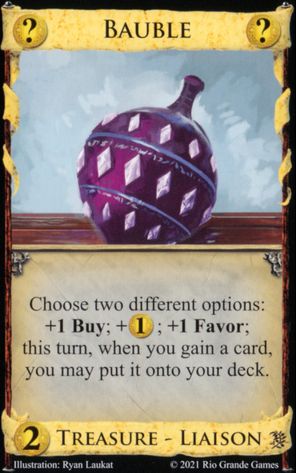 ? BAUBLE ?
Choose two different options:
+1 Buy; +1; +1 Favor;
this turn, when you gain a card,
you may put it onto your deck.
2 TREASURE - LIAISON
Illustration: Ryan Laukat © 2021 Rio Grande Games